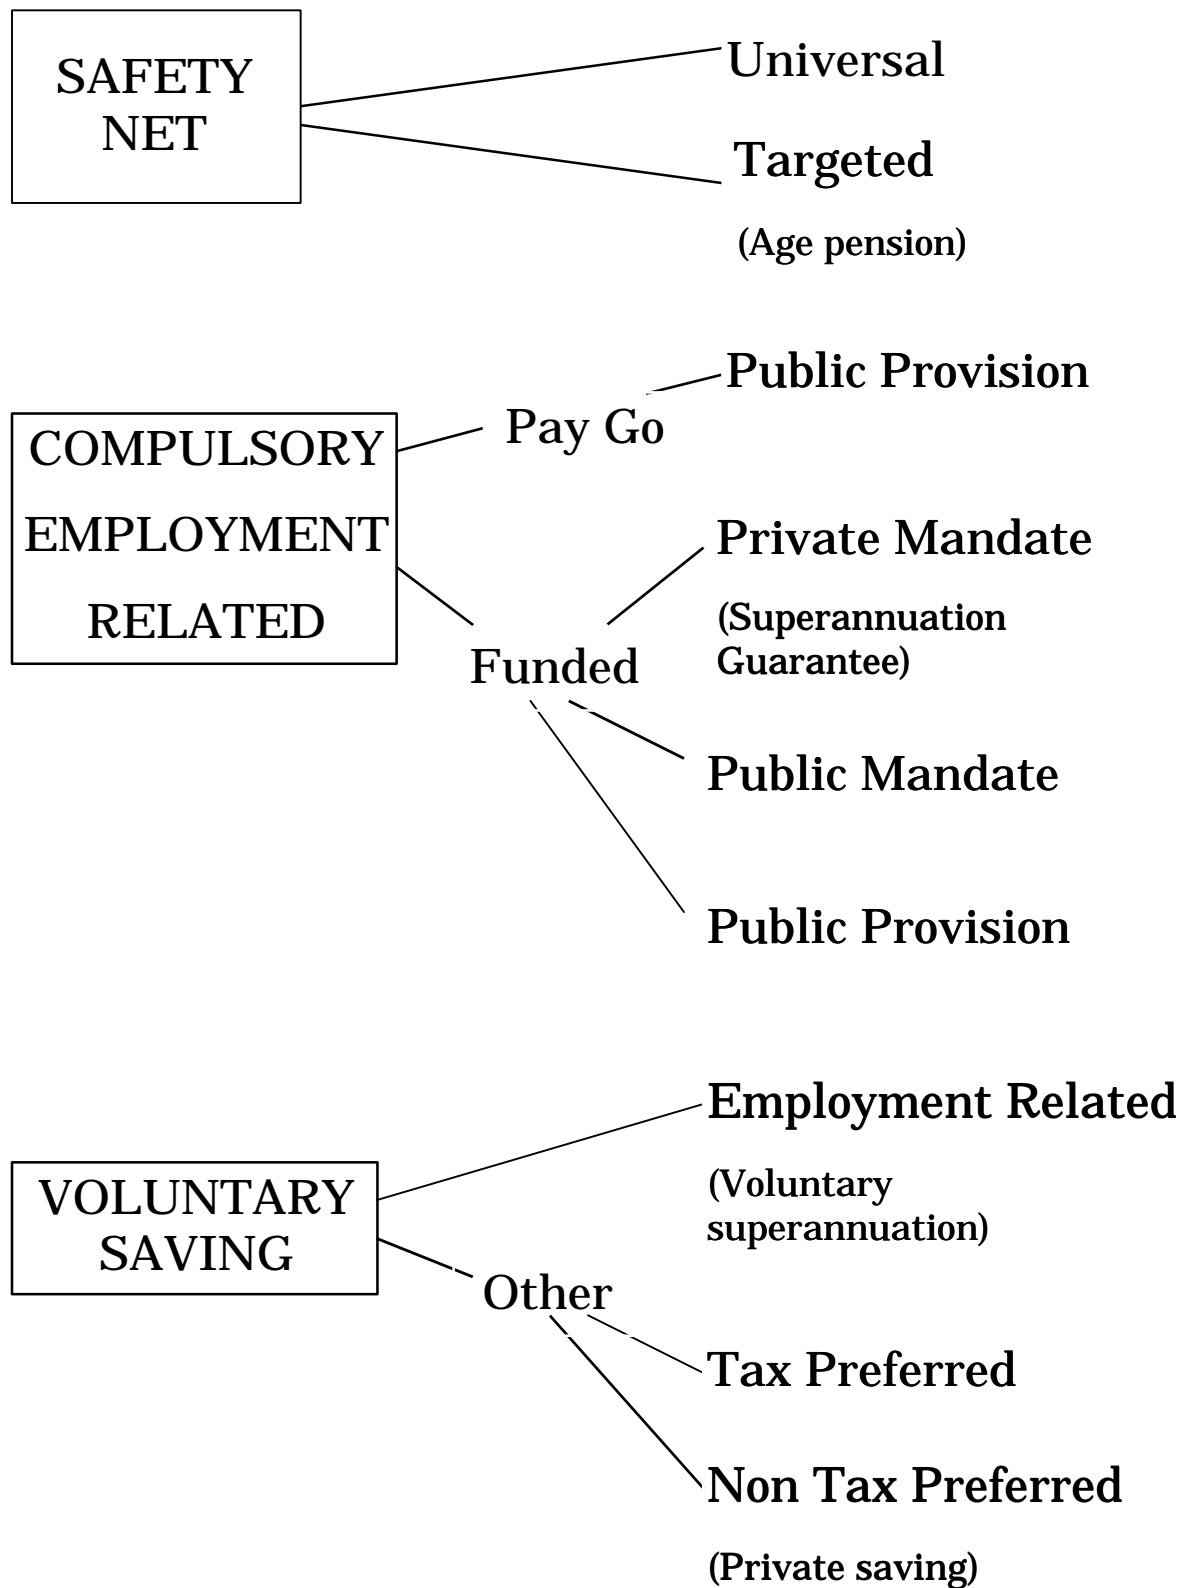 SAFETY
NET
Universal
Targeted
(Age pension)
COMPULSORY
EMPLOYMENT
RELATED
Pay Go
Public Provision
Funded
Private Mandate
(Superannuation
Guarantee)
Public Mandate
Public Provision
VOLUNTARY
SAVING
Employment Related
(Voluntary
superannuation)
Other
Tax Preferred
Non Tax Preferred
(Private saving)